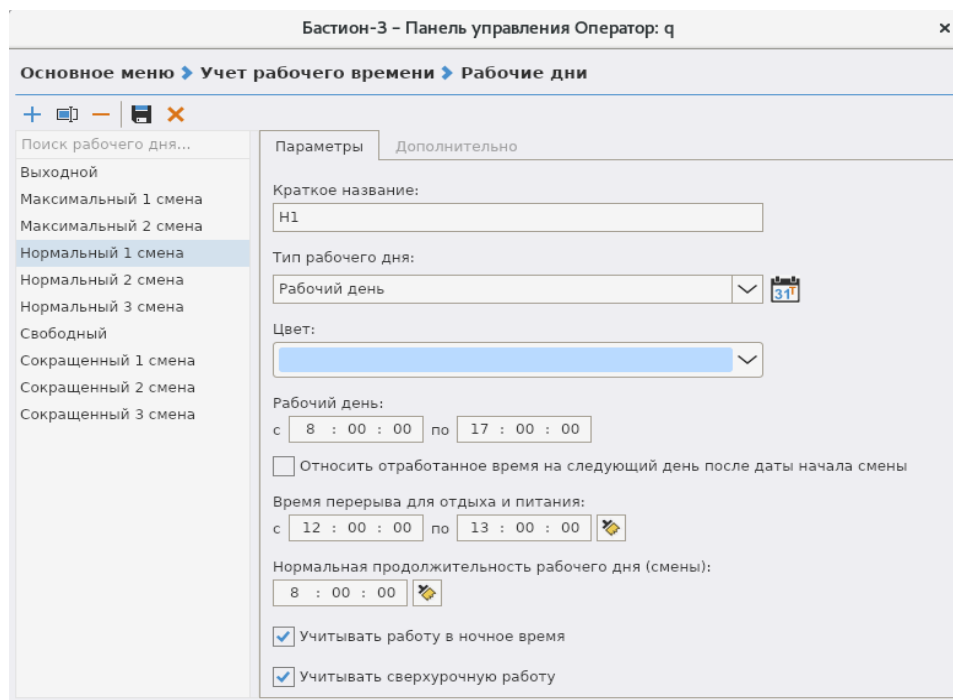 Бастион-3 – Панель управления Оператор: q
Основное меню Учет рабочего времени Рабочие дни
Поиск рабочего дня...
Выходной
Максимальный 1 смена
Максимальный 2 смена
Нормальный 1 смена
Нормальный 2 смена
Нормальный 3 смена
Свободный
Сокращенный 1 смена
Сокращенный 2 смена
Сокращенный 3 смена
Параметры Дополнительно
Краткое название:
Н1
Тип рабочего дня:
Рабочий день
31 T
Цвет:
Рабочий день:
с 8 : 00 : 00 по 17 : 00 : 00
Относить отработанное время на следующий день после даты начала смены
Время перерыва для отдыха и питания:
с 12 : 00 : 00 по 13 : 00 : 00
Нормальная продолжительность рабочего дня (смены):
8 : 00 : 00
Учитывать работу в ночное время
Учитывать сверхурочную работу